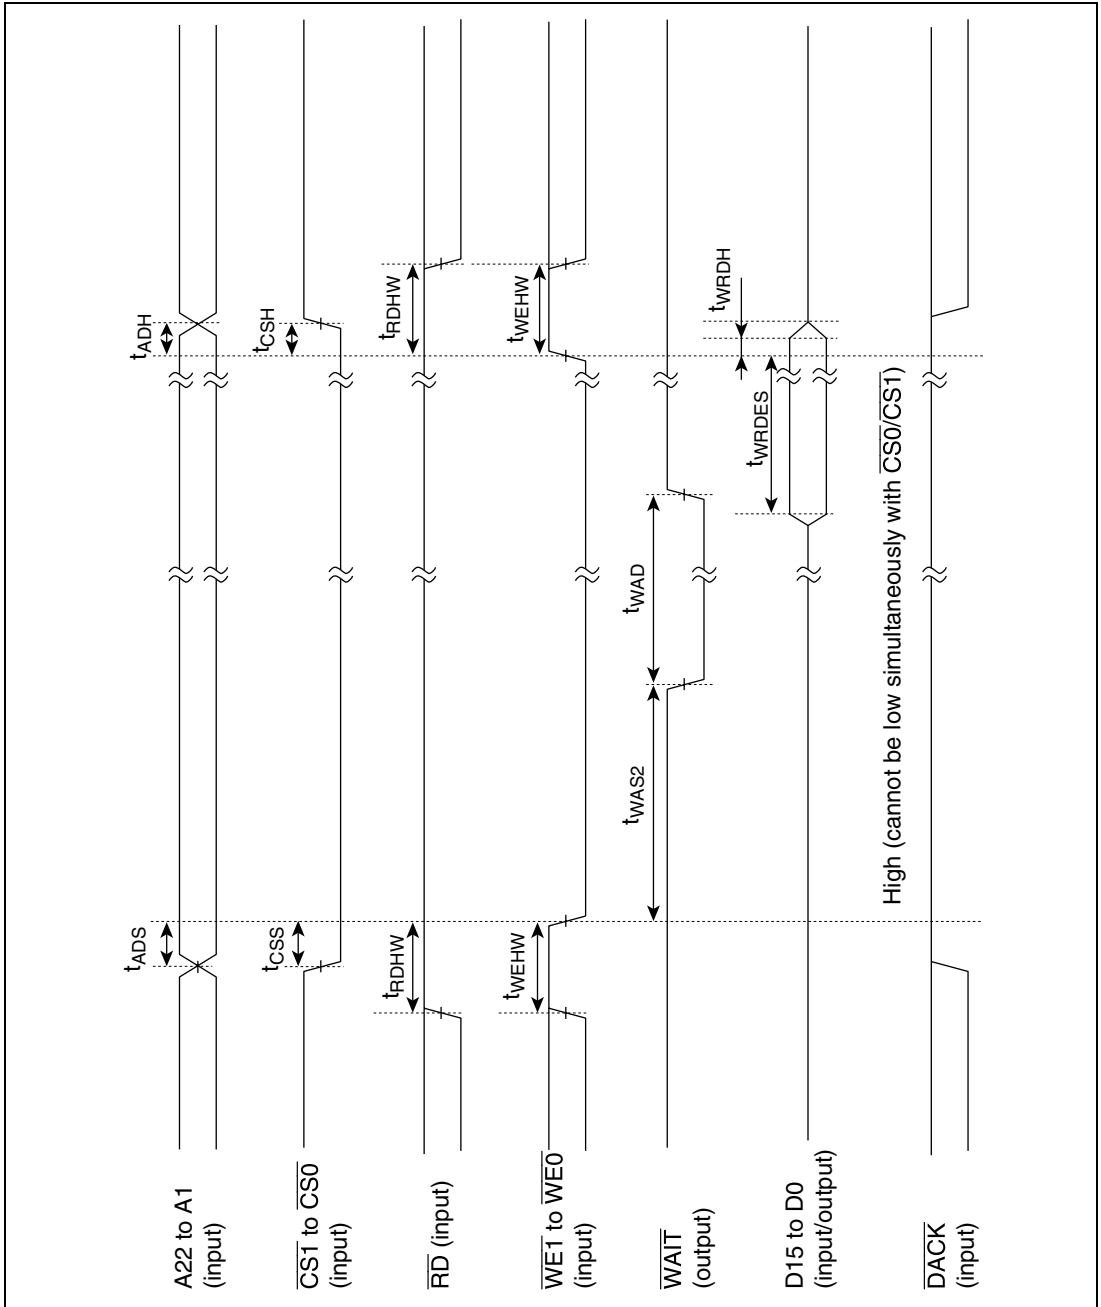 A22 to A1
(input)
tADS
tADH
CS1 to CS0
(input)
tCSS
tCSH
RD (input)
tRDHW
tRDHW
WE1 to WE0
(input)
tWEHW
tWEHW
WAIT
(output)
tWAS2
tWAD
D15 to D0
(input/output)
tWRDES
tWRDH
High (cannot be low simultaneously with CS0/CS1)
DACK
(input)